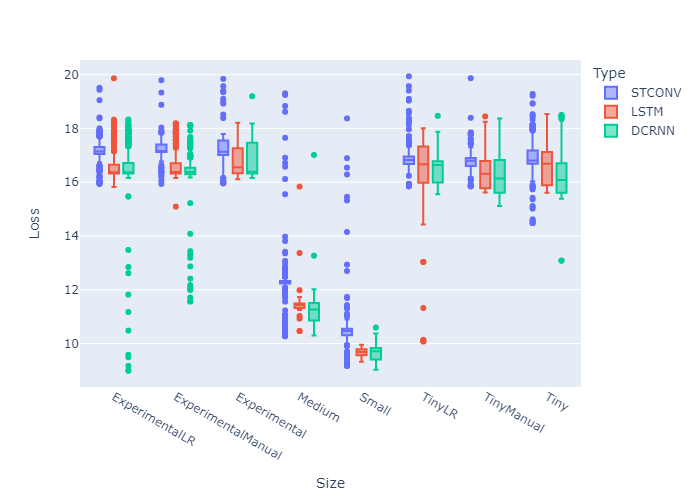 Type
STCONV
LSTM
DCRNN
20
18
16
14
12
10
Loss
ExperimentalLR
ExperimentalManual
Experimental
Medium
Small
TinyLR
TinyManual
Tiny
Size